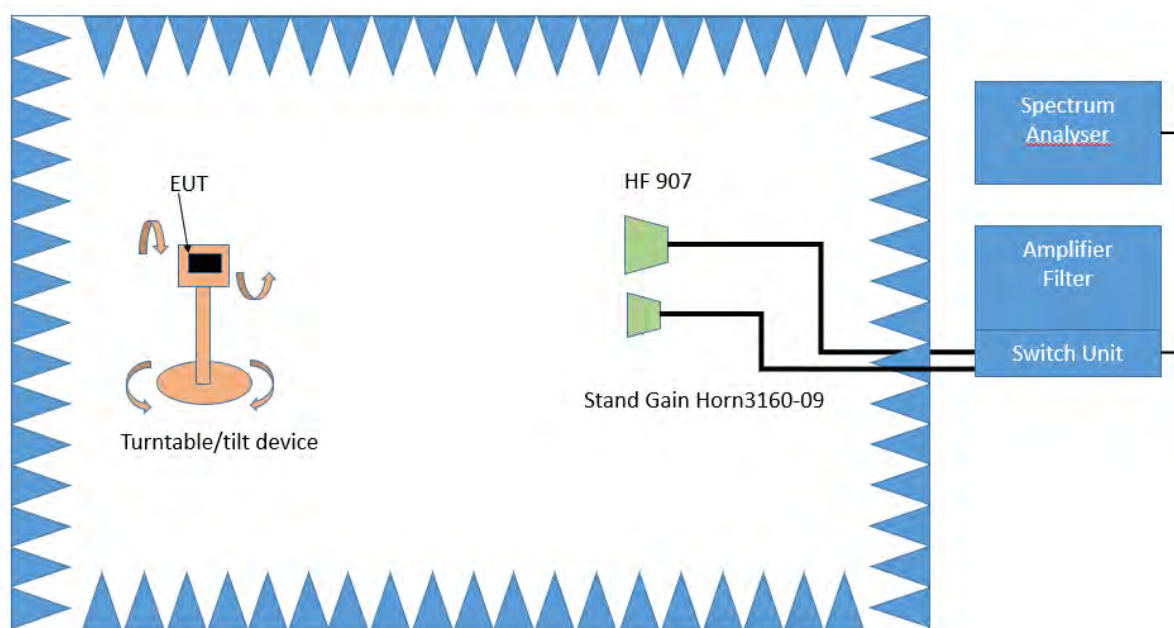 Spectrum
Analyser
EUT
HF 907
Amplifier
Filter
Switch Unit
Stand Gain Horn3160-09
Turntable/tilt device